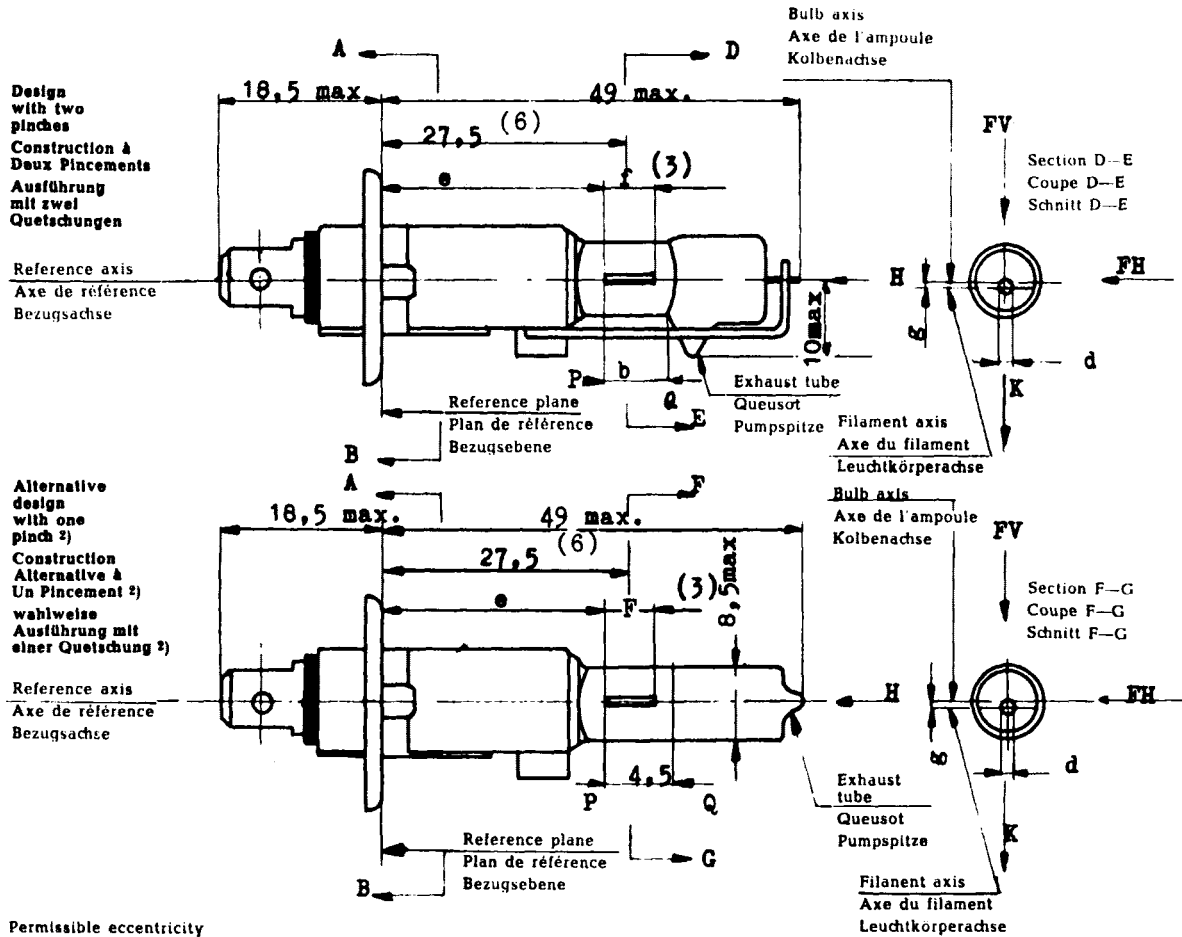 Bulb axis
Axe de l'ampoule
Kolbenachse
A
D
Design
with two
pinches
Construction à
Deux Pincements
Ausführung
mit zwei
Quetschungen
18,5 max
49 max.
27,5
(6)
e
f
(3)
FV
Section D—E
Coupe D—E
Schnitt D—E
Reference axis
Axe de référence
Bezugsachse
H
FH
g
10max
d
K
P
b
Q
Exhaust tube
Queusot
Pumpspitze
E
Reference plane
Plan de référence
Bezugsebene
B
Filament axis
Axe du filament
Leuchtkörperachse
Alternative
design
with one
pinch 2)
Construction
Alternative à
Un Pincement 2)
wahlweise
Ausführung mit
einer Quetschung 2)
A
F
18,5 max.
49 max.
(6)
27,5
e
F
(3)
8,5max
Bulb axis
Axe de l'ampoule
Kolbenachse
FV
Section F—G
Coupe F—G
Schnitt F—G
Reference axis
Axe de référence
Bezugsachse
H
FH
g
d
4,5
P
Q
Exhaust
tube
Queusot
Pumpspitze
K
Reference plane
Plan de référence
Bezugsebene
G
B
Filanent axis
Axe du filament
Leuchtkörperachse
Permissible eccentricity